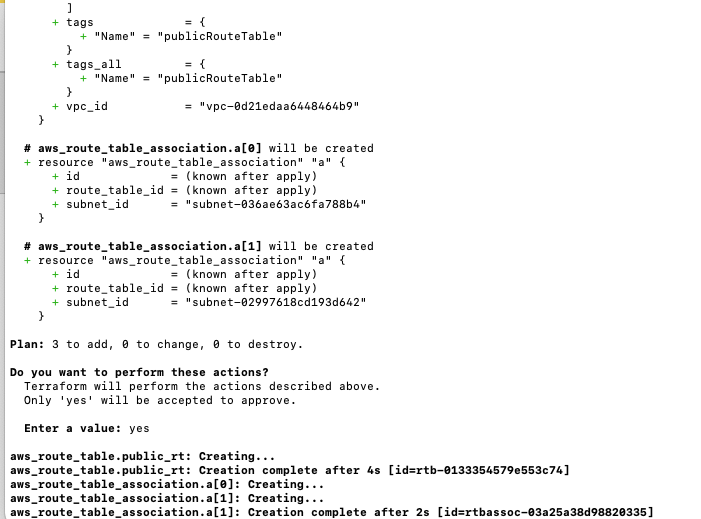 ]
+ tags = {
+ "Name" = "publicRouteTable"
}
+ tags_all = {
+ "Name" = "publicRouteTable"
}
+ vpc_id = "vpc-0d21edaa6448464b9"
}
# aws_route_table_association.a[0] will be created
+ resource "aws_route_table_association" "a" {
+ id = (known after apply)
+ route_table_id = (known after apply)
+ subnet_id = "subnet-036ae63ac6fa788b4"
}
# aws_route_table_association.a[1] will be created
+ resource "aws_route_table_association" "a" {
+ id = (known after apply)
+ route_table_id = (known after apply)
+ subnet_id = "subnet-02997618cd193d642"
}
Plan: 3 to add, 0 to change, 0 to destroy.
Do you want to perform these actions?
Terraform will perform the actions described above.
Only 'yes' will be accepted to approve.
Enter a value: yes
aws_route_table.public_rt: Creating...
aws_route_table.public_rt: Creation complete after 4s [id=rtb-0133354579e553c74]
aws_route_table_association.a[0]: Creating...
aws_route_table_association.a[1]: Creating...
aws_route_table_association.a[1]: Creation complete after 2s [id=rtbassoc-03a25a38d98820335]